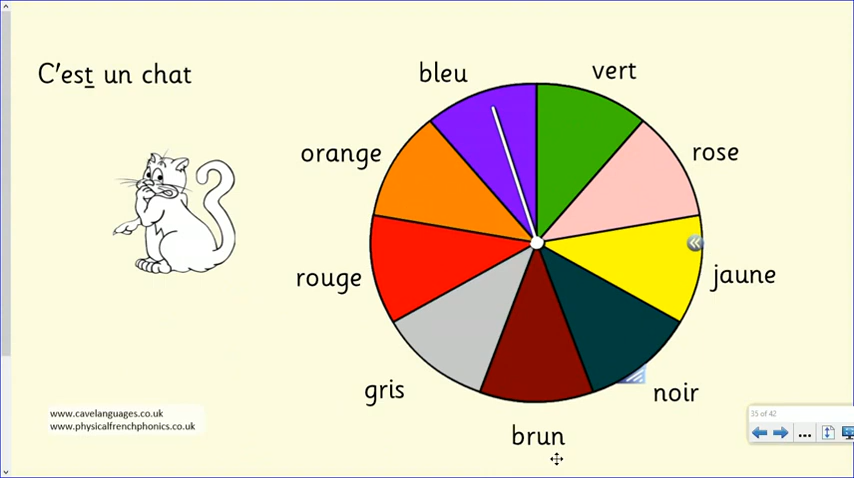 C'est un chat
bleu
vert
orange
rose
rouge
jaune
gris
noir
brun
www.cavelanguages.co.uk
www.physicalfrenchphonics.co.uk
35 of 42
...